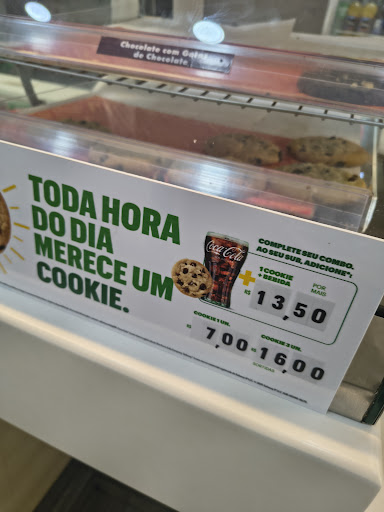 Chocolate com Gotas
de Chocolate
TODA HORA
DO DIA
MERECE UM
COOKIE.
Coca-Cola
COMPLETE SEU COMBO.
AO SEU SUB, ADICIONE*
+ 1 COOKIE
+ BEBIDA
POR
MAIS
R$ 13,50
COOKIE 1 UN.
R$ 7,00
COOKIE 3 UN.
R$ 16,00